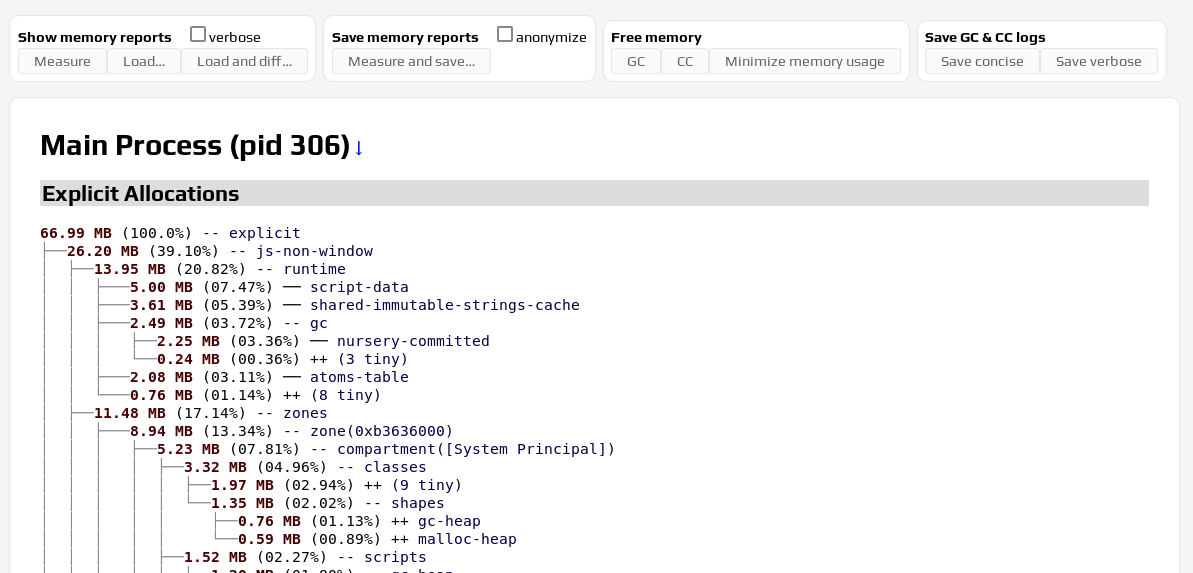 Show memory reports verbose
Measure Load... Load and diff...
Save memory reports anonymize
Measure and save...
Free memory
GC CC Minimize memory usage
Save GC & CC logs
Save concise Save verbose
Main Process (pid 306)↓
Explicit Allocations
66.99 MB (100.0%) -- explicit
├──26.20 MB (39.10%) -- js-non-window
│  ├──13.95 MB (20.82%) -- runtime
│  │  ├───5.00 MB (07.47%) ── script-data
│  │  ├───3.61 MB (05.39%) ── shared-immutable-strings-cache
│  │  ├───2.49 MB (03.72%) -- gc
│  │  │   ├──2.25 MB (03.36%) ── nursery-committed
│  │  │   └──0.24 MB (00.36%) ++ (3 tiny)
│  │  ├───2.08 MB (03.11%) ── atoms-table
│  │  └───0.76 MB (01.14%) ++ (8 tiny)
│  ├──11.48 MB (17.14%) -- zones
│  │  ├───8.94 MB (13.34%) -- zone(0xb3636000)
│  │  │   ├──5.23 MB (07.81%) -- compartment([System Principal])
│  │  │   │  ├──3.32 MB (04.96%) -- classes
│  │  │   │  │  ├──1.97 MB (02.94%) ++ (9 tiny)
│  │  │   │  │  └──1.35 MB (02.02%) -- shapes
│  │  │   │  │     ├──0.76 MB (01.13%) ++ gc-heap
│  │  │   │  │     └──0.59 MB (00.89%) ++ malloc-heap
│  │  │   │  ├──1.52 MB (02.27%) -- scripts